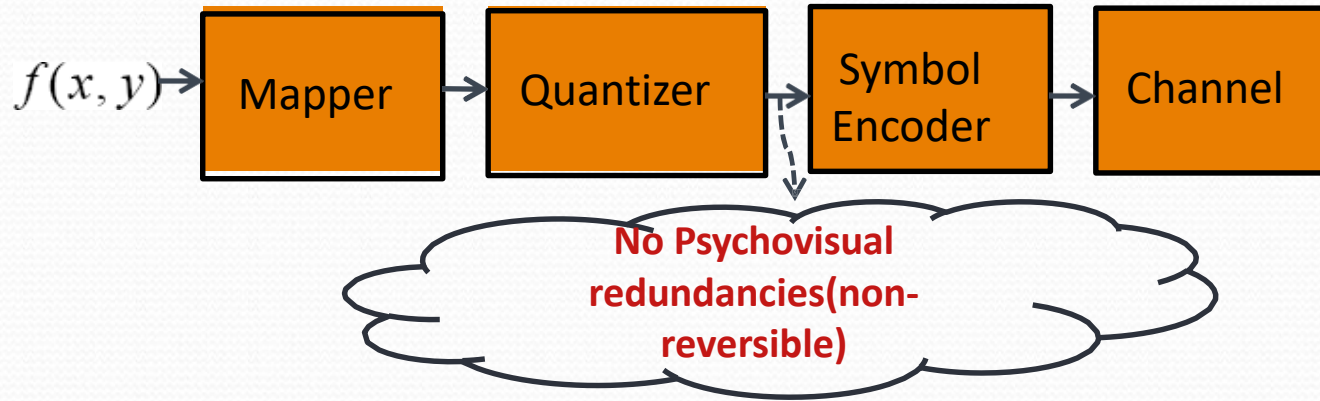 f(x, y)
Mapper
Quantizer
Symbol
Encoder
Channel
No Psychovisual
redundancies(non-
reversible)